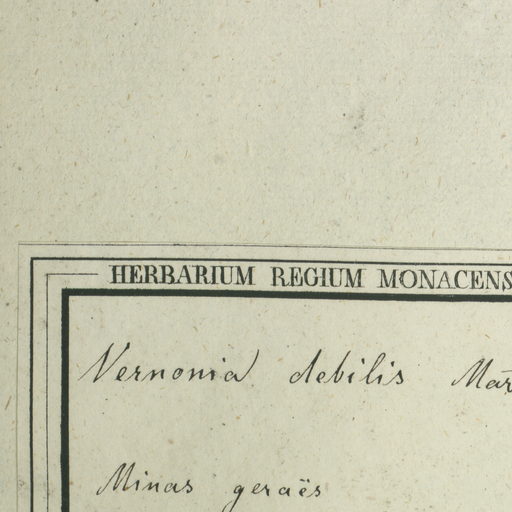 HERBARIUM REGIUM MONACENS
Vernonia debilis Mar
Minas geraës